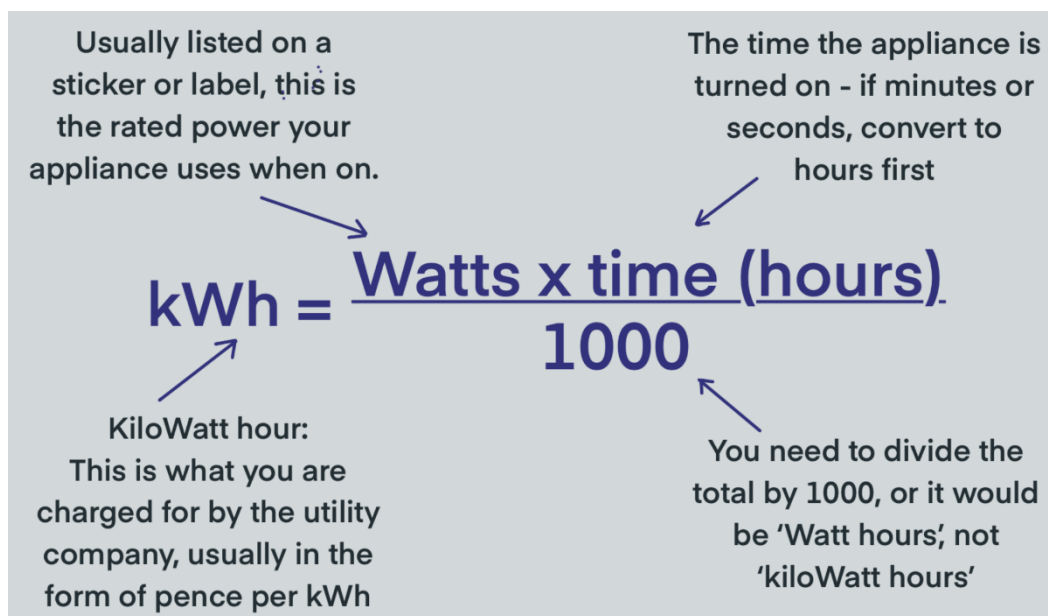 Usually listed on a
sticker or label, this is
the rated power your
appliance uses when on.
The time the appliance is
turned on - if minutes or
seconds, convert to
hours first
kWh = Watts x time (hours)
1000
KiloWatt hour:
This is what you are
charged for by the utility
company, usually in the
form of pence per kWh
You need to divide the
total by 1000, or it would
be ‘Watt hours’, not
‘kiloWatt hours’